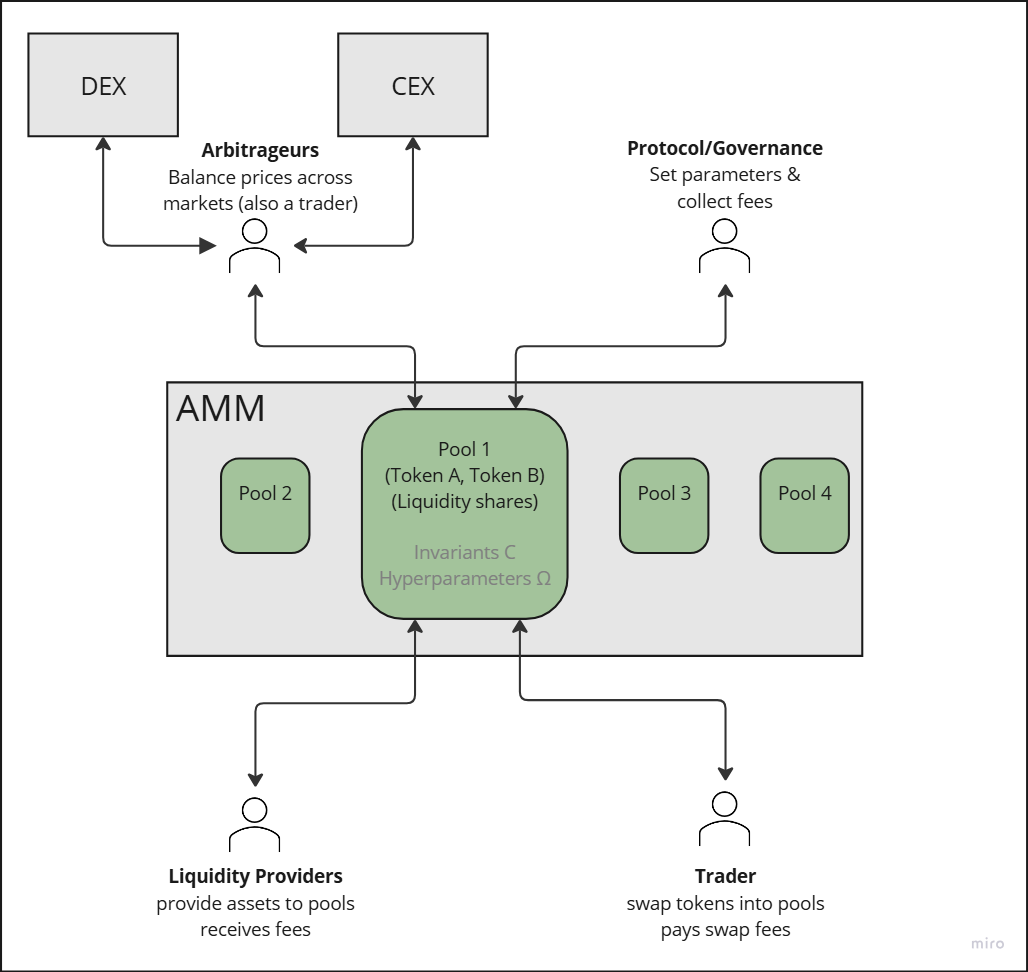 DEX
CEX
Arbitrageurs
Balance prices across
markets (also a trader)
Protocol/Governance
Set parameters &
collect fees
AMM
Pool 1
(Token A, Token B)
(Liquidity shares)
Invariants C
Hyperparameters Ω
Pool 2
Pool 3
Pool 4
Liquidity Providers
provide assets to pools
receives fees
Trader
swap tokens into pools
pays swap fees
miro